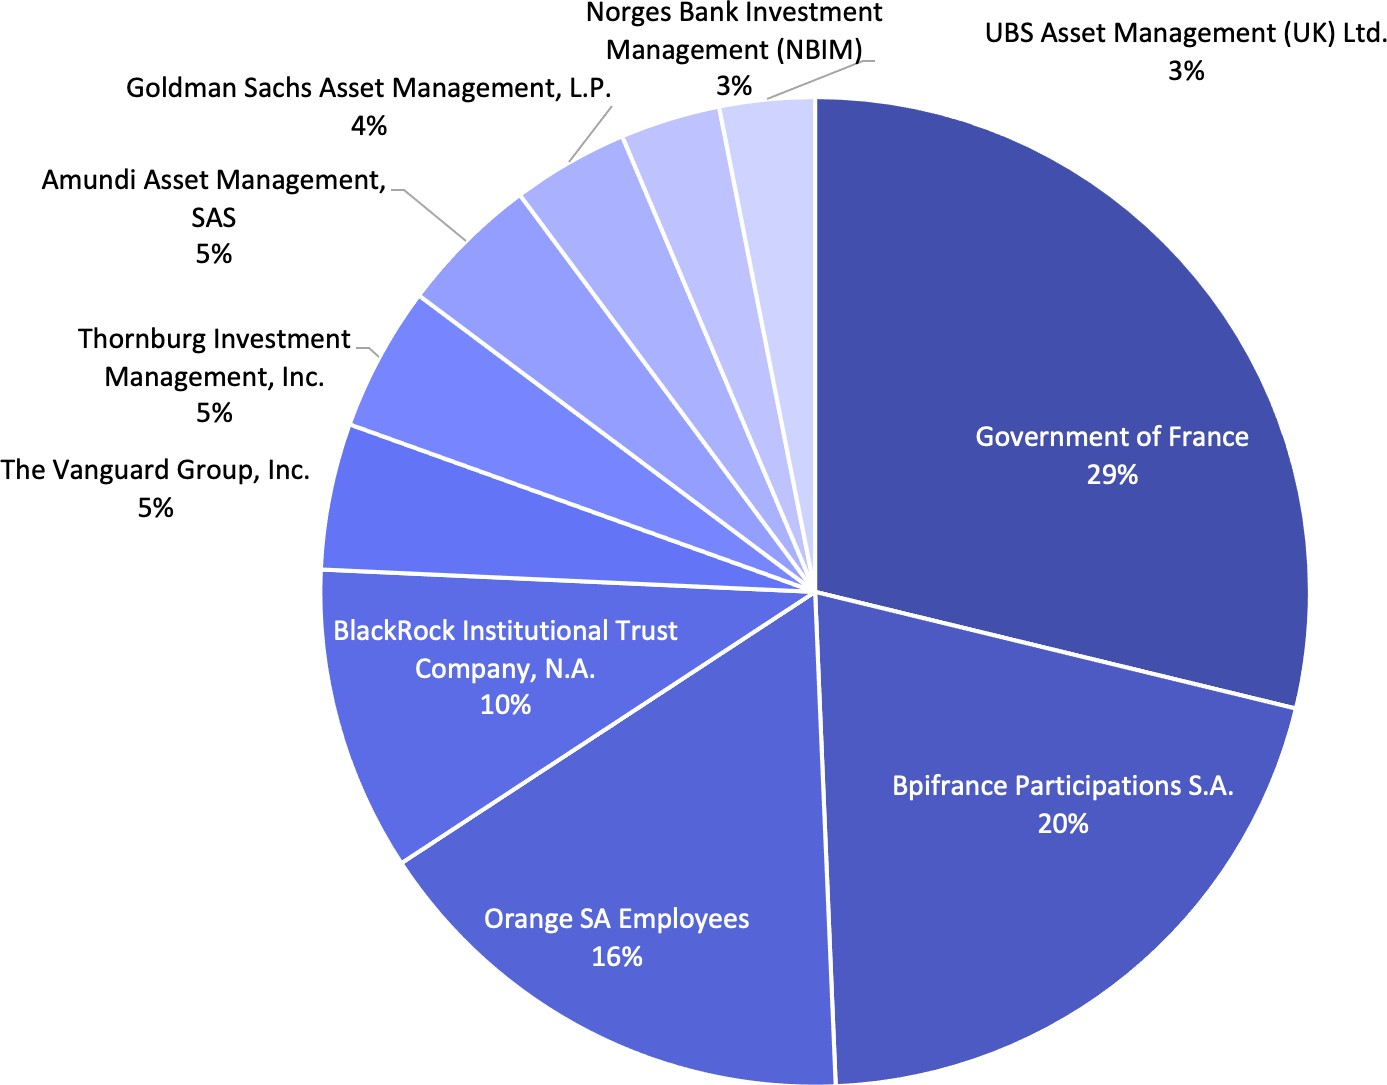 Norges Bank Investment
Management (NBIM)
3%
UBS Asset Management (UK) Ltd.
3%
Goldman Sachs Asset Management, L.P.
4%
Amundi Asset Management,
SAS
5%
Thornburg Investment
Management, Inc.
5%
The Vanguard Group, Inc.
5%
Government of France
29%
BlackRock Institutional Trust
Company, N.A.
10%
Bpifrance Participations S.A.
20%
Orange SA Employees
16%